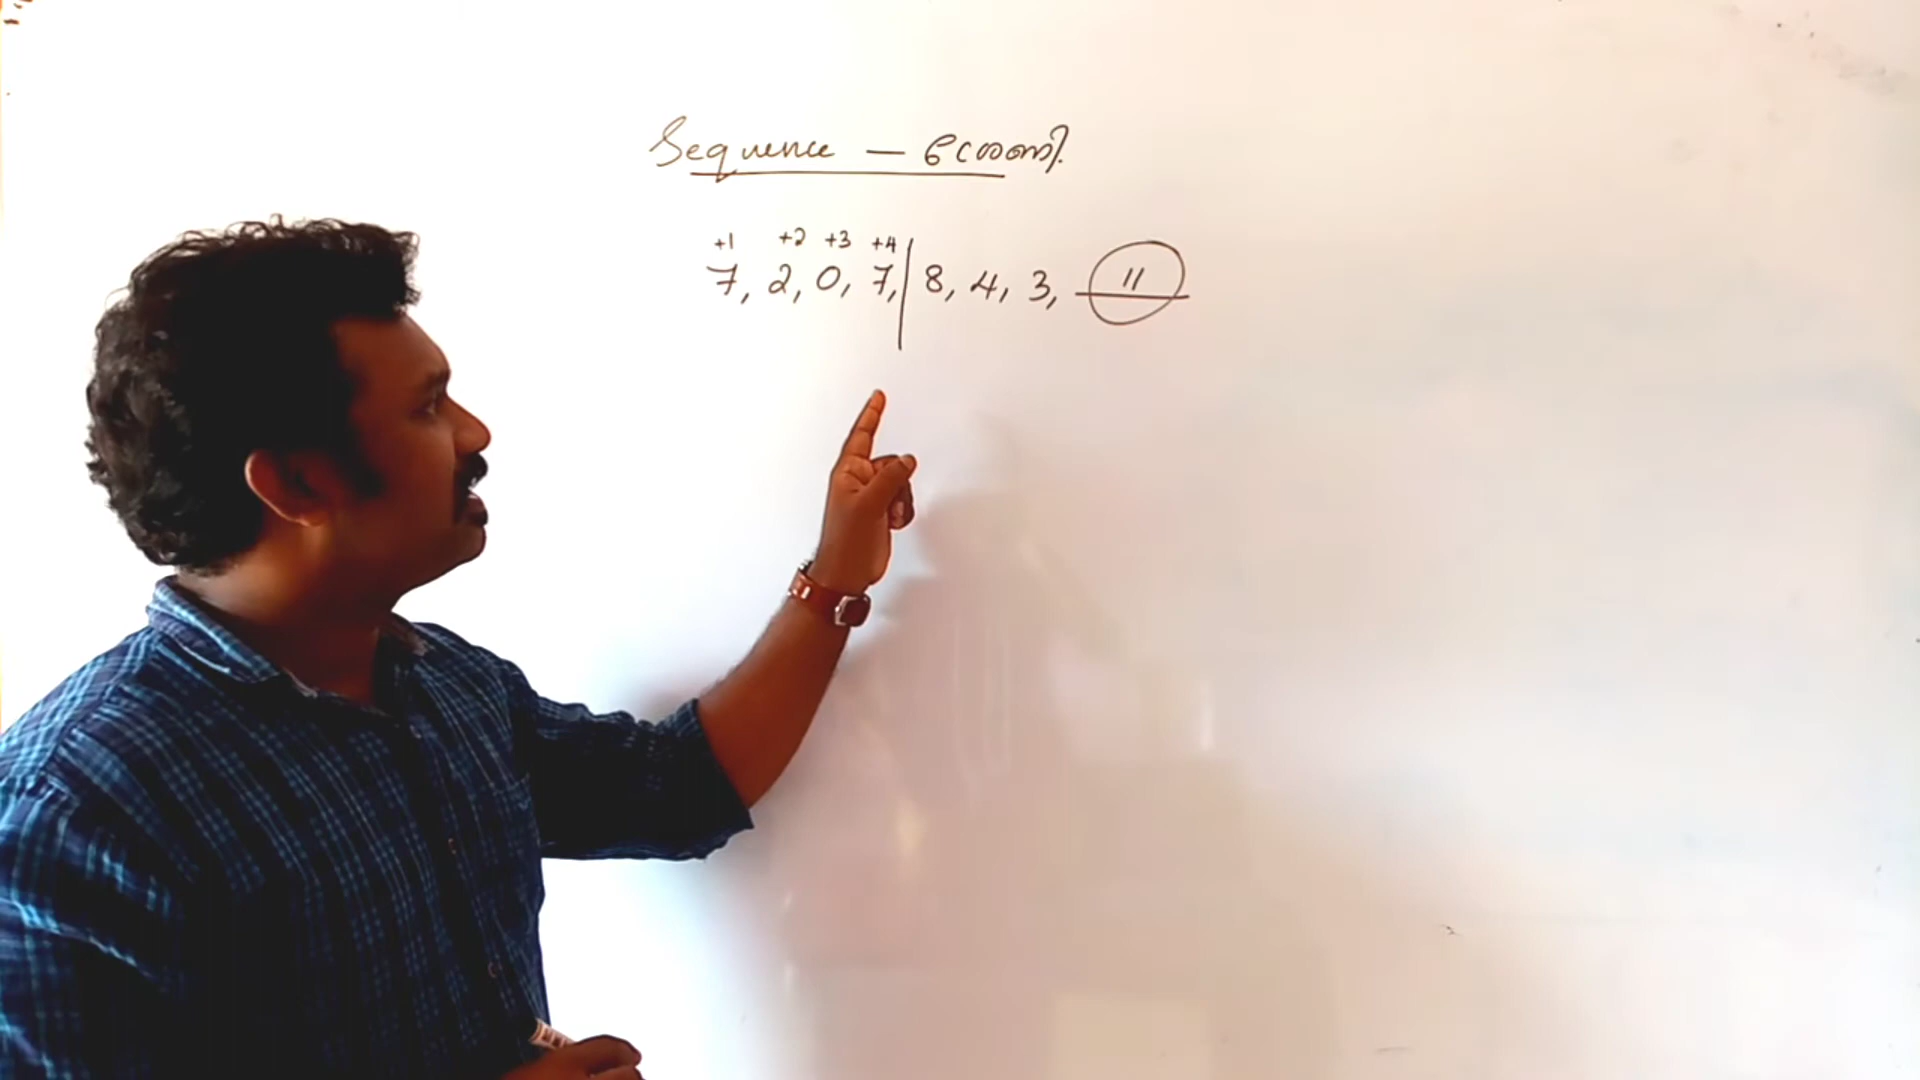 Sequence — ശ്രേണി.
+1 +2 +3 +4
7, 2, 0, 7, | 8, 4, 3, 11